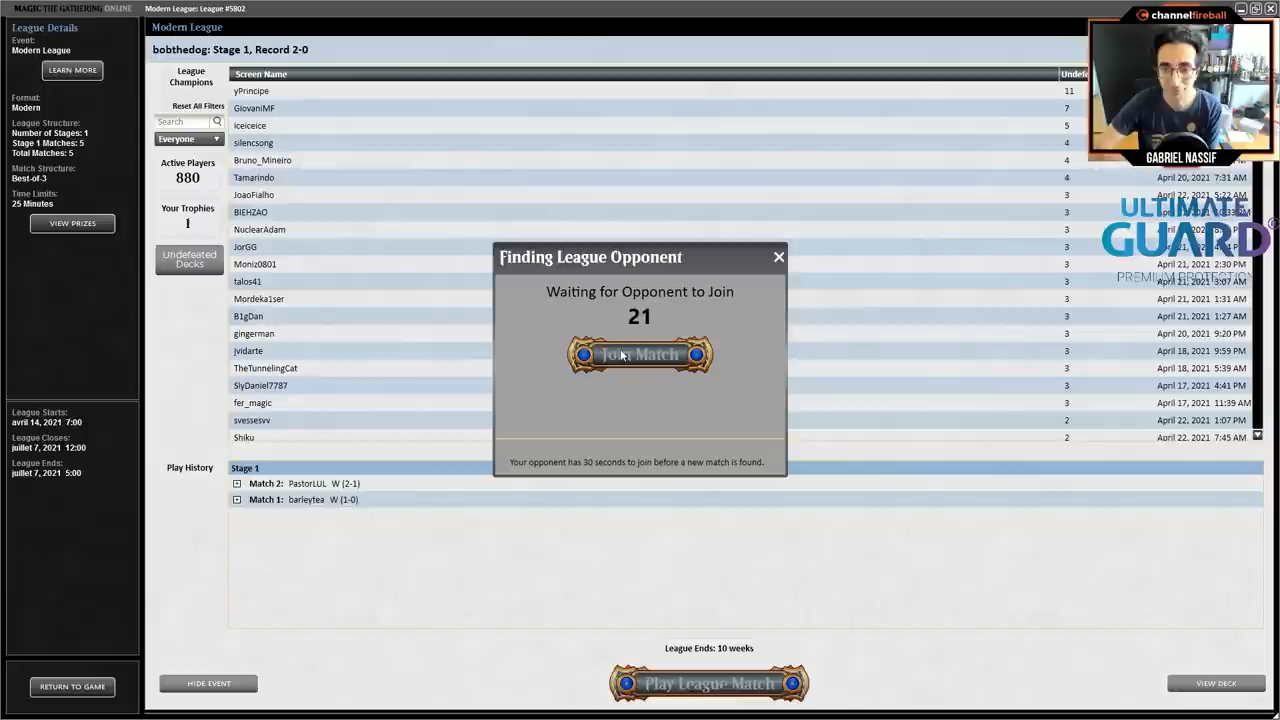 MAGIC THE GATHERING ONLINE
Modern League: League #5802
channelfireball
League Details
Event:
Modern League
LEARN MORE
Format:
Modern
League Structure:
Number of Stages: 1
Stage 1 Matches: 5
Total Matches: 5
Match Structure:
Best-of-3
Time Limits:
25 Minutes
VIEW PRIZES
League Starts:
avril 14, 2021 7:00
League Closes:
juillet 7, 2021 12:00
League Ends:
juillet 7, 2021 5:00
RETURN TO GAME
Modern League
bobthedog: Stage 1, Record 2-0
League
Champions
Reset All Filters
Search
Everyone
Active Players
880
Your Trophies
1
Undefeated
Decks
Screen Name
yPrincipe 11
GiovaniMF 7
iceiceice 5
silencsong 4
Bruno_Mineiro 4
Tamarindo 4 April 20, 2021 7:31 AM
JoaoFialho 3 April 22, 2021 5:22 AM
BIEHZAO 3
NuclearAdam 3
JorGG 3
Moniz0801 3 April 21, 2021 2:30 PM
talos41 3 April 21, 2021 3:07 AM
Mordeka1ser 3 April 21, 2021 1:31 AM
B1gDan 3 April 21, 2021 1:27 AM
gingerman 3 April 20, 2021 9:20 PM
jvidarte 3 April 18, 2021 9:59 PM
TheTunnelingCat 3 April 18, 2021 5:39 AM
SlyDaniel7787 3 April 17, 2021 4:41 PM
fer_magic 3 April 17, 2021 11:39 AM
svessesvv 2 April 22, 2021 1:07 PM
Shiku 2 April 22, 2021 7:45 AM
GABRIEL NASSIF
ULTIMATE
GUARD
PREMIUM PROTECTION
Finding League Opponent
Waiting for Opponent to Join
21
Join Match
Your opponent has 30 seconds to join before a new match is found.
Play History
Stage 1
Match 2: PastorLUL W (2-1)
Match 1: barleytea W (1-0)
League Ends: 10 weeks
HIDE EVENT
Play League Match
VIEW DECK